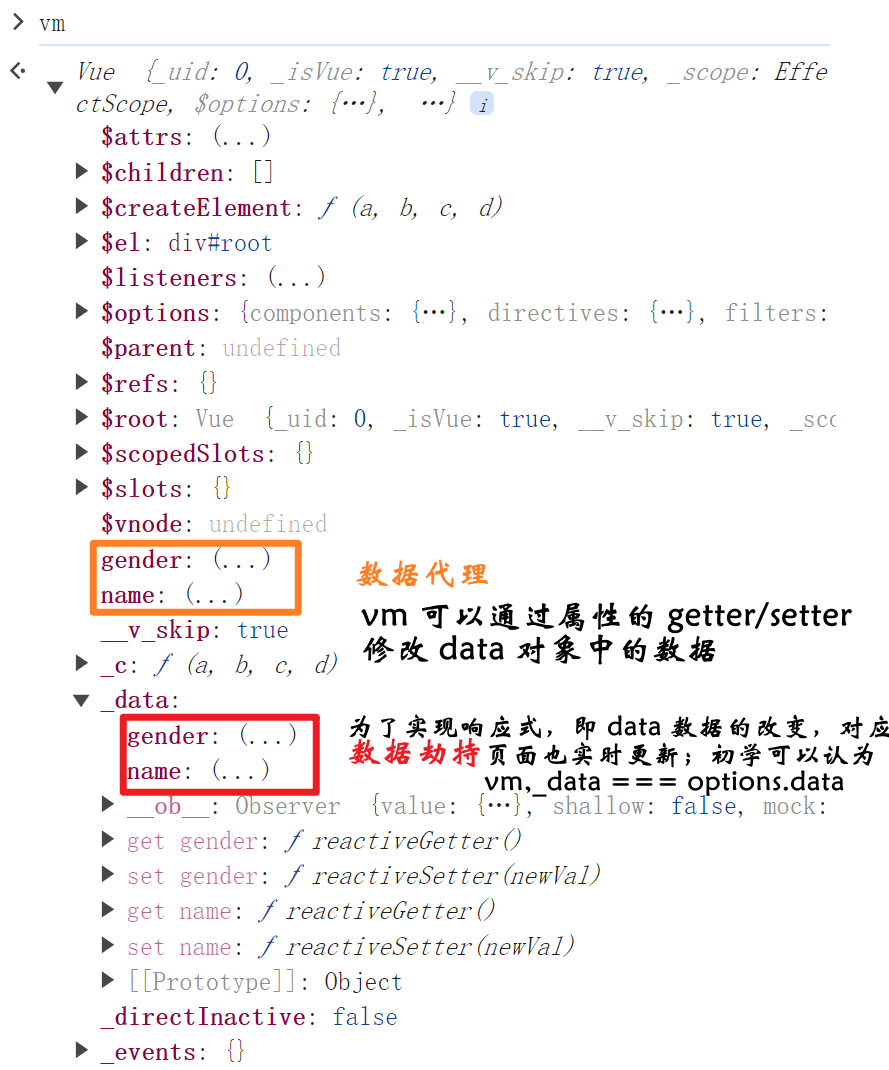 vm
Vue {_uid: 0, _isVue: true, __v_skip: true, _scope: Effe
ctScope, $options: {…}, …} i
$attrs: (...)
$children: []
$createElement: ƒ (a, b, c, d)
$el: div#root
$listeners: (...)
$options: {components: {…}, directives: {…}, filters:
$parent: undefined
$refs: {}
$root: Vue {_uid: 0, _isVue: true, __v_skip: true, _sco
$scopedSlots: {}
$slots: {}
$vnode: undefined
gender: (...)
name: (...)
数据代理
vm 可以通过属性的 getter/setter
修改 data 对象中的数据
__v_skip: true
_c: ƒ (a, b, c, d)
_data:
gender: (...)
name: (...)
为了实现响应式，即 data 数据的改变，对应
数据劫持 页面也实时更新；初学可以认为
vm,_data === options.data
__ob__: Observer {value: {…}, shallow: false, mock:
get gender: ƒ reactiveGetter()
set gender: ƒ reactiveSetter(newVal)
get name: ƒ reactiveGetter()
set name: ƒ reactiveSetter(newVal)
[[Prototype]]: Object
_directInactive: false
_events: {}